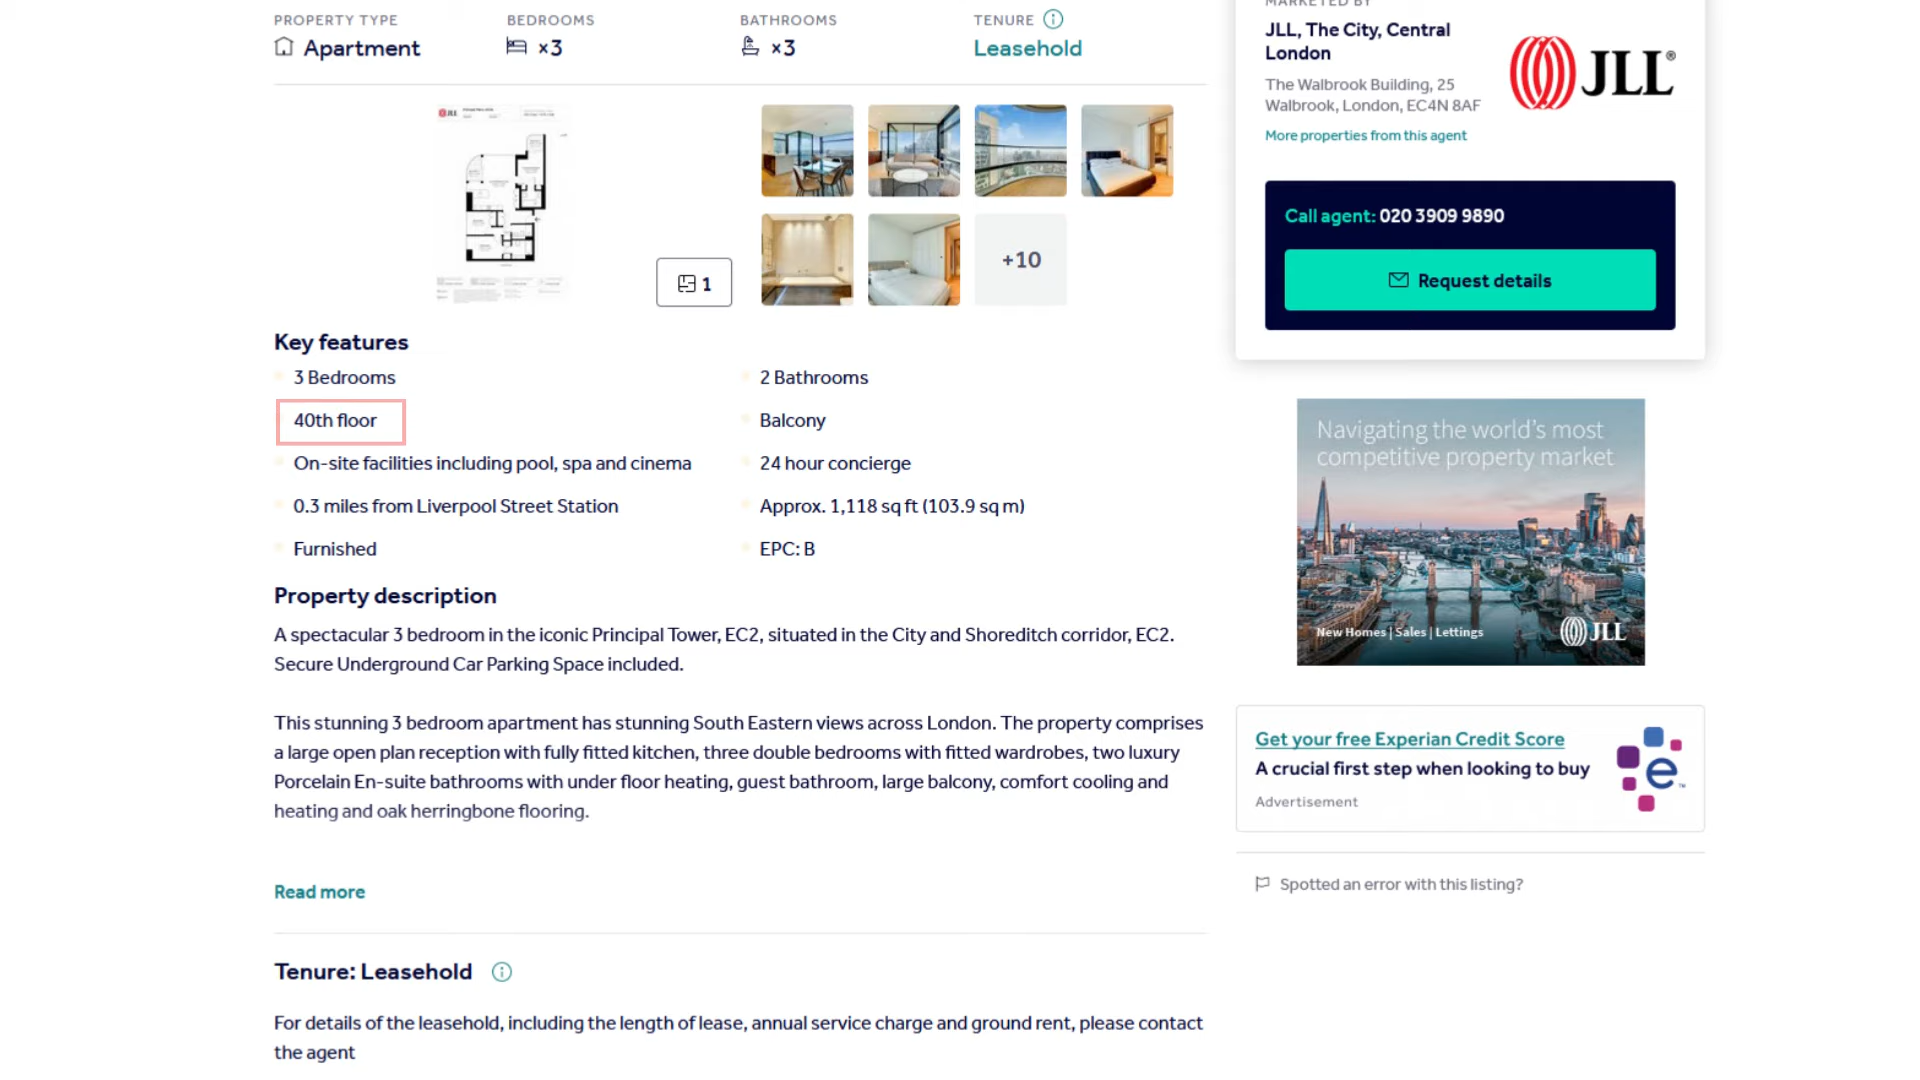 PROPERTY TYPE
Apartment
BEDROOMS
×3
BATHROOMS
×3
TENURE
Leasehold
JLL
1
+10
Key features
3 Bedrooms
2 Bathrooms
40th floor
Balcony
On-site facilities including pool, spa and cinema
24 hour concierge
0.3 miles from Liverpool Street Station
Approx. 1,118 sq ft (103.9 sq m)
Furnished
EPC: B
Property description
A spectacular 3 bedroom in the iconic Principal Tower, EC2, situated in the City and Shoreditch corridor, EC2.
Secure Underground Car Parking Space included.
This stunning 3 bedroom apartment has stunning South Eastern views across London. The property comprises
a large open plan reception with fully fitted kitchen, three double bedrooms with fitted wardrobes, two luxury
Porcelain En-suite bathrooms with under floor heating, guest bathroom, large balcony, comfort cooling and
heating and oak herringbone flooring.
Read more
Tenure: Leasehold
For details of the leasehold, including the length of lease, annual service charge and ground rent, please contact
the agent
MARKETED BY
JLL, The City, Central
London
The Walbrook Building, 25
Walbrook, London, EC4N 8AF
More properties from this agent
JLL®
Call agent: 020 3909 9890
Request details
Navigating the world's most
competitive property market
New Homes | Sales | Lettings
JLL
Get your free Experian Credit Score
A crucial first step when looking to buy
Advertisement
e™
Spotted an error with this listing?